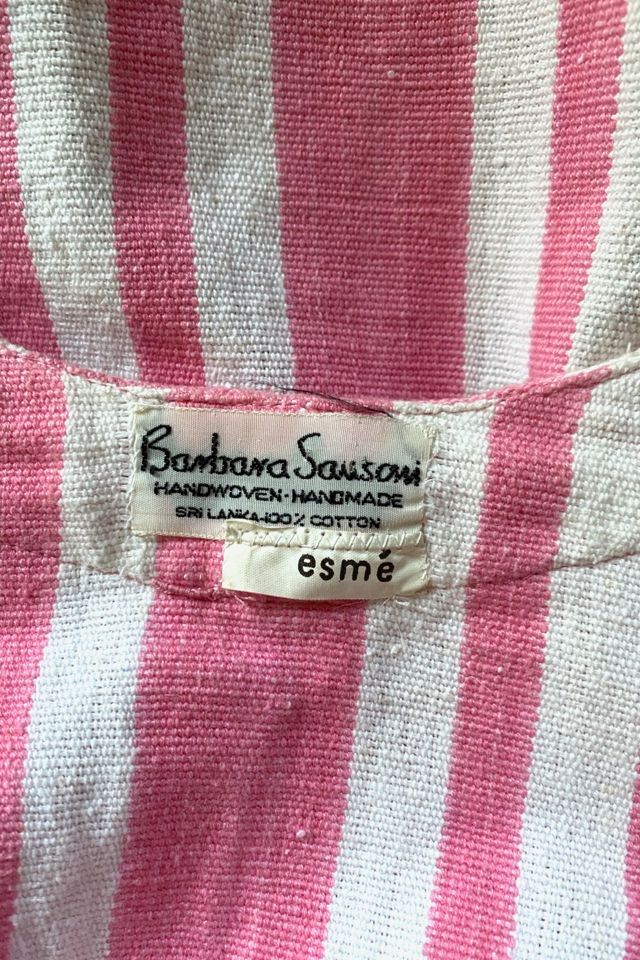 Barbara Sansoni
HANDWOVEN-HANDMADE
SRI LANKA-100% COTTON
esmé